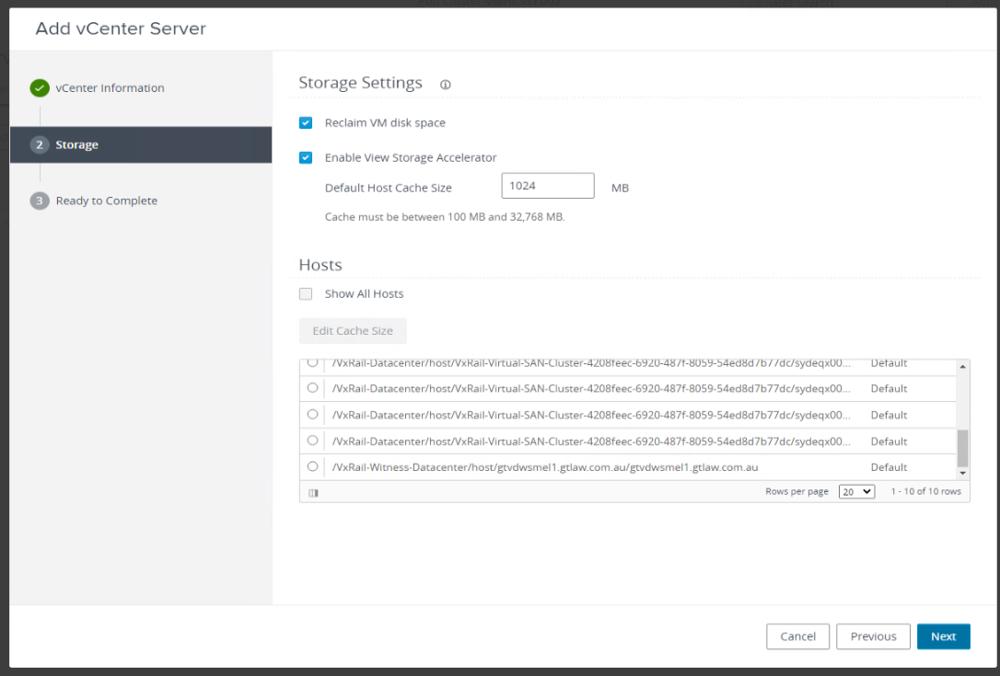 Add vCenter Server
vCenter Information
2 Storage
3 Ready to Complete
Storage Settings
Reclaim VM disk space
Enable View Storage Accelerator
Default Host Cache Size 1024 MB
Cache must be between 100 MB and 32,768 MB.
Hosts
Show All Hosts
Edit Cache Size
/VxRail-Datacenter/host/VxRail-Virtual-SAN-Cluster-4208feec-6920-487f-8059-54ed8d7b77dc/sydeqx00... Default
/VxRail-Datacenter/host/VxRail-Virtual-SAN-Cluster-4208feec-6920-487f-8059-54ed8d7b77dc/sydeqx00... Default
/VxRail-Datacenter/host/VxRail-Virtual-SAN-Cluster-4208feec-6920-487f-8059-54ed8d7b77dc/sydeqx00... Default
/VxRail-Datacenter/host/VxRail-Virtual-SAN-Cluster-4208feec-6920-487f-8059-54ed8d7b77dc/sydeqx00... Default
/VxRail-Witness-Datacenter/host/gtvdwsmel1.gtlaw.com.au/gtvdwsmel1.gtlaw.com.au Default
Rows per page 20 1 - 10 of 10 rows
Cancel Previous Next